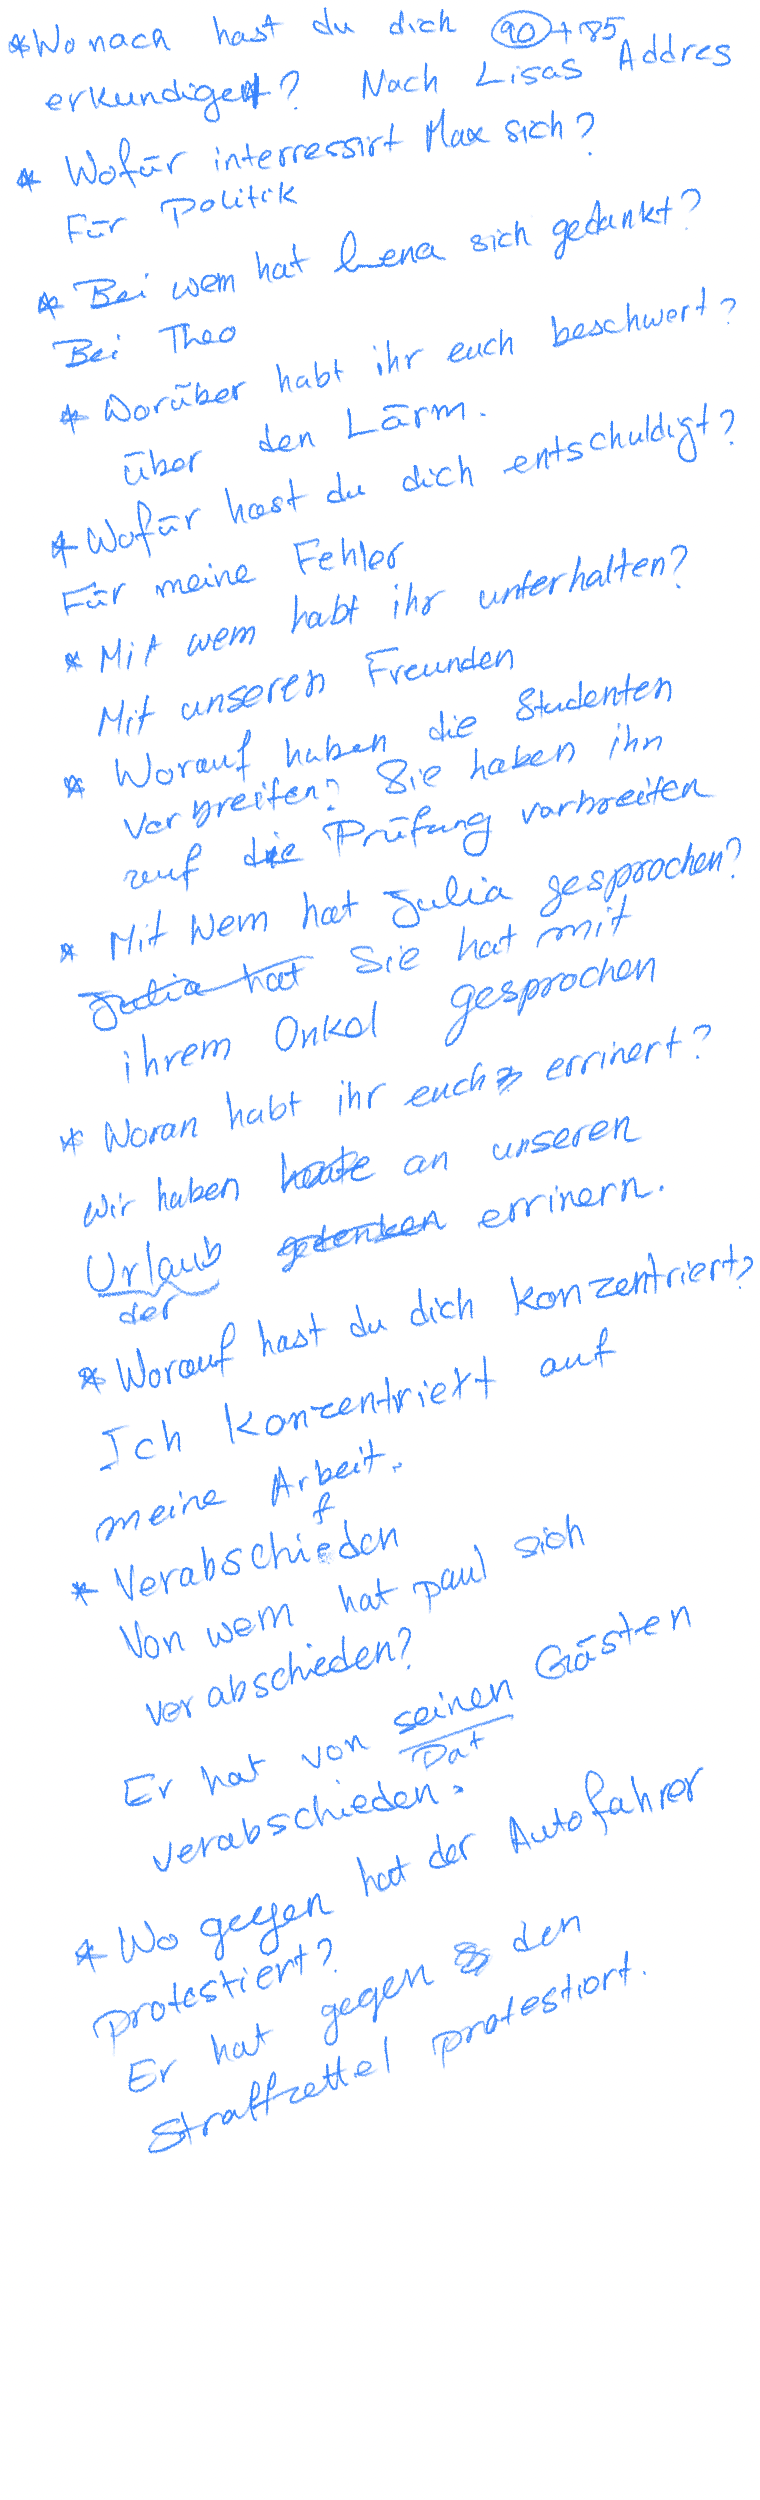 *Wonach hast du dich 90+85
erkundiget? Nach Lisas Addres
* Wofür interressirt Max sich?
Für Politik
* Bei wem hat Lena sich gedankt?
Bei Theo
* Worüber habt ihr euch beschwert?
über den Lärm.
* Wofür hast du dich entschuldigt?
Für meine Fehler
* Mit wem habt ihr unterhalten?
Mit unseren Freunden
* Worauf haben die Studenten
vorbreiten? Sie haben ihn
auf die Prüfung vorbreiten
* Mit wem hat Julia gesprochen?
Julia hat Sie hat mit
ihrem Onkel gesprochen
* Woran habt ihr euch errinert?
Wir haben heute an unseren
Urlaub gedenken errinern.
der
* Worauf hast du dich konzentriert?
Ich konzentriert auf
meine Arbeit.
* Verabschieden
Von wem hat paul sich
verabschieden?
Er hat von seinen Gästen
Dat
verabschieden.
* Wo gegen hat der Autofahrer
protestiert?
Er hat gegen den
Straffzettel protestiert.